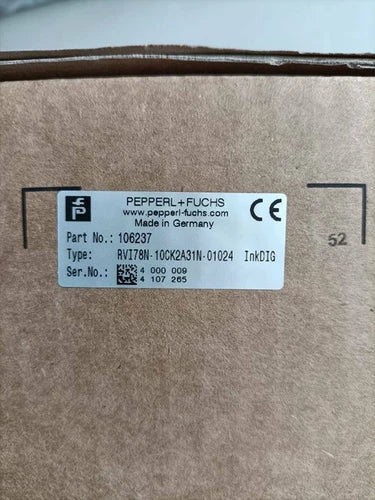 PEPPERL+FUCHS
www.pepperl-fuchs.com
Made in Germany
CE
Part No.: 106237
Type: RVI78N-10CK2A31N-01024 InkDIG
Ser.No.: 4 000 009
4 107 265
52